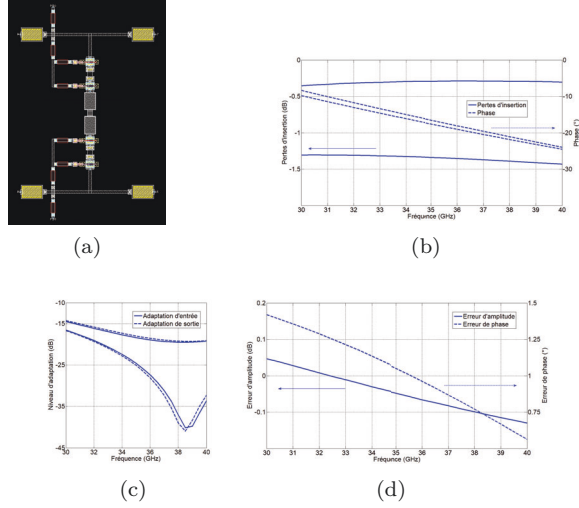 0
-0.5
-1
-1.5
0
-10
-20
-30
Pertes d'insertion (dB)
Phase (°)
Pertes d'insertion
Phase
30 31 32 33 34 35 36 37 38 39 40
Fréquence (GHz)
(a)
(b)
-10
-15
-25
-35
-45
Niveau d'adaptation (dB)
Adaptation d'entrée
Adaptation de sortie
30 32 34 36 38 40
Fréquence (GHz)
0.2
0.1
0
-0.1
1.5
1.25
1
0.75
Erreur d'amplitude (dB)
Erreur de phase (°)
Erreur d'amplitude
Erreur de phase
30 31 32 33 34 35 36 37 38 39 40
Fréquence (GHz)
(c)
(d)